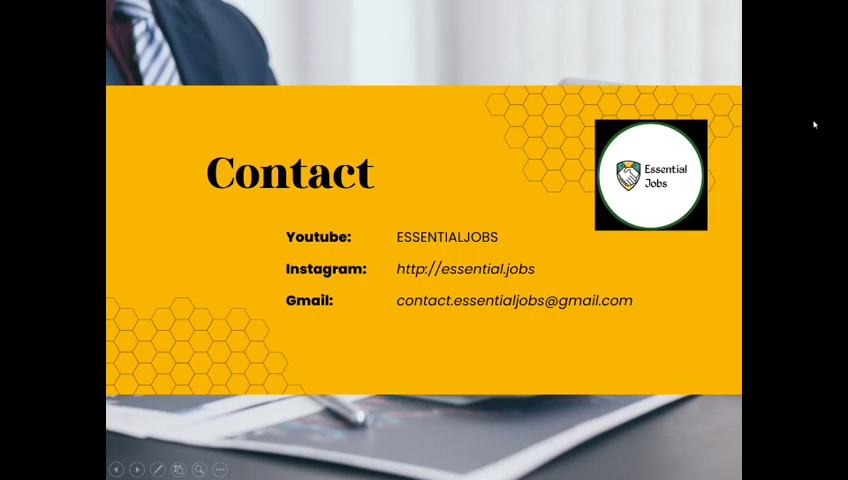 Contact
Essential
Jobs
Youtube: ESSENTIALJOBS
Instagram: http://essential.jobs
Gmail: contact.essentialjobs@gmail.com